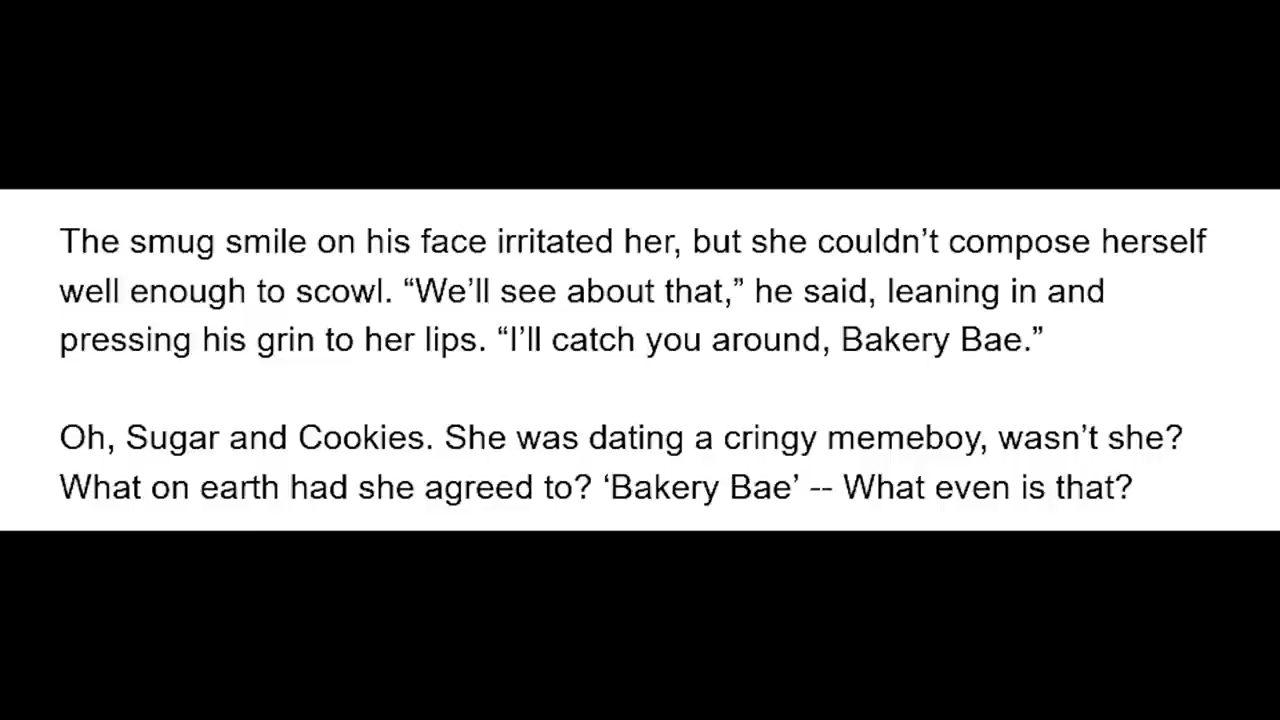 The smug smile on his face irritated her, but she couldn’t compose herself
well enough to scowl. “We’ll see about that,” he said, leaning in and
pressing his grin to her lips. “I’ll catch you around, Bakery Bae.”
Oh, Sugar and Cookies. She was dating a cringy memeboy, wasn’t she?
What on earth had she agreed to? ‘Bakery Bae’ -- What even is that?